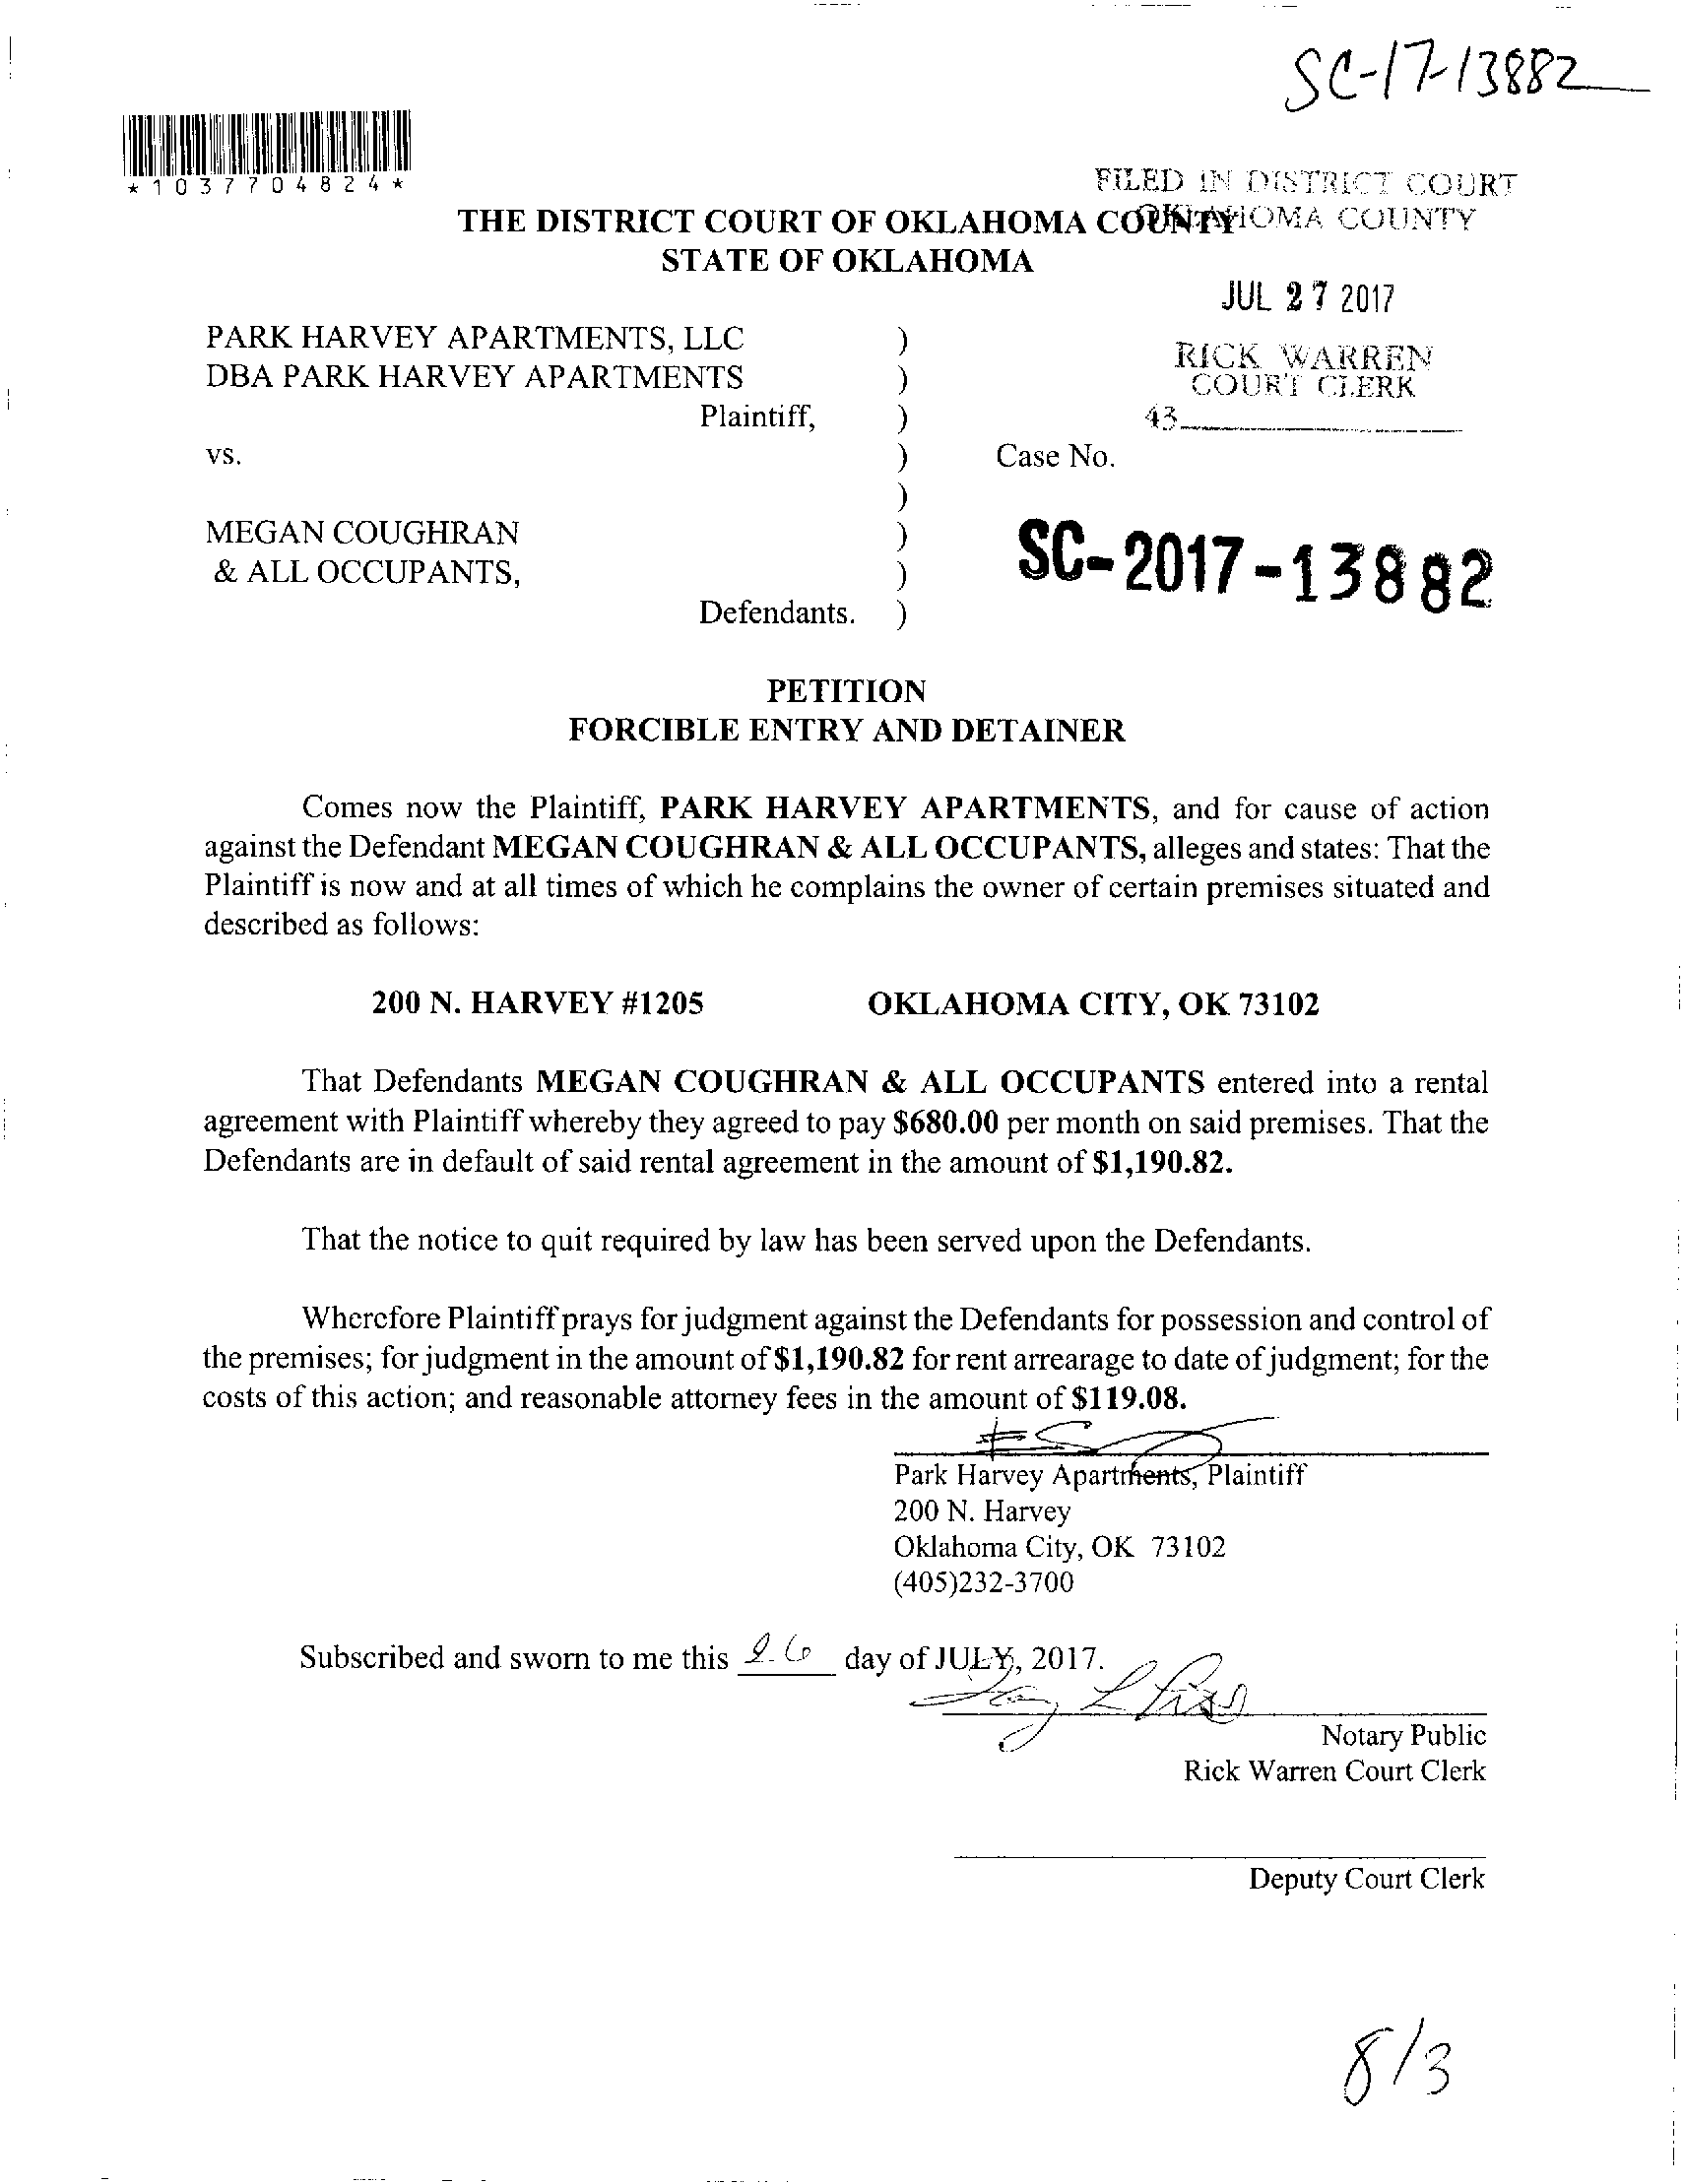 SC-17-13882
*1037704824*
FILED IN DISTRICT COURT
OKLAHOMA COUNTY
THE DISTRICT COURT OF OKLAHOMA COUNTY
STATE OF OKLAHOMA
JUL 27 2017
PARK HARVEY APARTMENTS, LLC )
RICK WARREN
DBA PARK HARVEY APARTMENTS )
COURT CLERK
Plaintiff, )
43
vs. ) Case No.
)
MEGAN COUGHRAN )
SC-2017-13882
& ALL OCCUPANTS, )
Defendants. )
PETITION
FORCIBLE ENTRY AND DETAINER
Comes now the Plaintiff, PARK HARVEY APARTMENTS, and for cause of action
against the Defendant MEGAN COUGHRAN & ALL OCCUPANTS, alleges and states: That the
Plaintiff is now and at all times of which he complains the owner of certain premises situated and
described as follows:
200 N. HARVEY #1205 OKLAHOMA CITY, OK 73102
That Defendants MEGAN COUGHRAN & ALL OCCUPANTS entered into a rental
agreement with Plaintiff whereby they agreed to pay $680.00 per month on said premises. That the
Defendants are in default of said rental agreement in the amount of $1,190.82.
That the notice to quit required by law has been served upon the Defendants.
Wherefore Plaintiff prays for judgment against the Defendants for possession and control of
the premises; for judgment in the amount of $1,190.82 for rent arrearage to date of judgment; for the
costs of this action; and reasonable attorney fees in the amount of $119.08.
Park Harvey Apartments, Plaintiff
200 N. Harvey
Oklahoma City, OK 73102
(405)232-3700
Subscribed and sworn to me this 26 day of JULY, 2017.
Notary Public
Rick Warren Court Clerk
Deputy Court Clerk
8/3